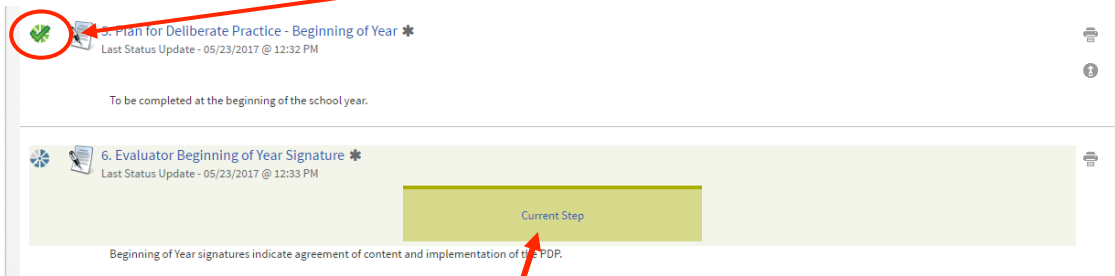 5. Plan for Deliberate Practice - Beginning of Year ✱
Last Status Update - 05/23/2017 @ 12:32 PM
To be completed at the beginning of the school year.
6. Evaluator Beginning of Year Signature ✱
Last Status Update - 05/23/2017 @ 12:33 PM
Current Step
Beginning of Year signatures indicate agreement of content and implementation of the PDP.